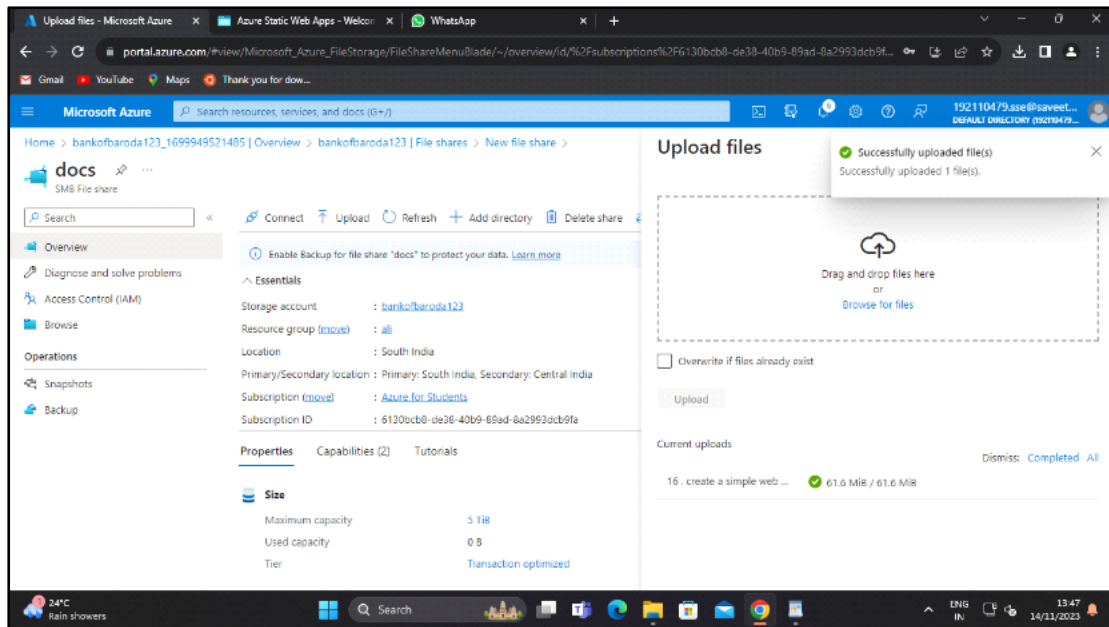 Upload files - Microsoft Azure
Azure Static Web Apps - Welcon
WhatsApp
portal.azure.com/#view/Microsoft_Azure_FileStorage/FileShareMenuBlade/~/overview/id/%2Fsubscriptions%2F6130bcb8-de38-40b9-89ad-8a2993dcb9f...
Gmail YouTube Maps Thank you for dow...
Microsoft Azure
Search resources, services, and docs (G+/)
6
192110479.sse@saveet...
DEFAULT DIRECTORY (192110479...
Home > bankofbaroda123_1699949521485 | Overview > bankofbaroda123 | File shares > New file share >
docs
SMB File share
Search
Overview
Diagnose and solve problems
Access Control (IAM)
Browse
Operations
Snapshots
Backup
Connect Upload Refresh Add directory Delete share
Enable Backup for file share "docs" to protect your data. Learn more
Essentials
Storage account : bankofbaroda123
Resource group (move) : ali
Location : South India
Primary/Secondary location : Primary: South India, Secondary: Central India
Subscription (move) : Azure for Students
Subscription ID : 6130bcb8-de38-40b9-89ad-8a2993dcb9fa
Properties Capabilities (2) Tutorials
Size
Maximum capacity 5 TiB
Used capacity 0 B
Tier Transaction optimized
Upload files
Successfully uploaded file(s)
Successfully uploaded 1 file(s).
Drag and drop files here
or
Browse for files
Overwrite if files already exist
Upload
Current uploads
Dismiss: Completed All
16 . create a simple web ... 61.6 MiB / 61.6 MiB
24°C
Rain showers
Search
ENG
IN
13:47
14/11/2023